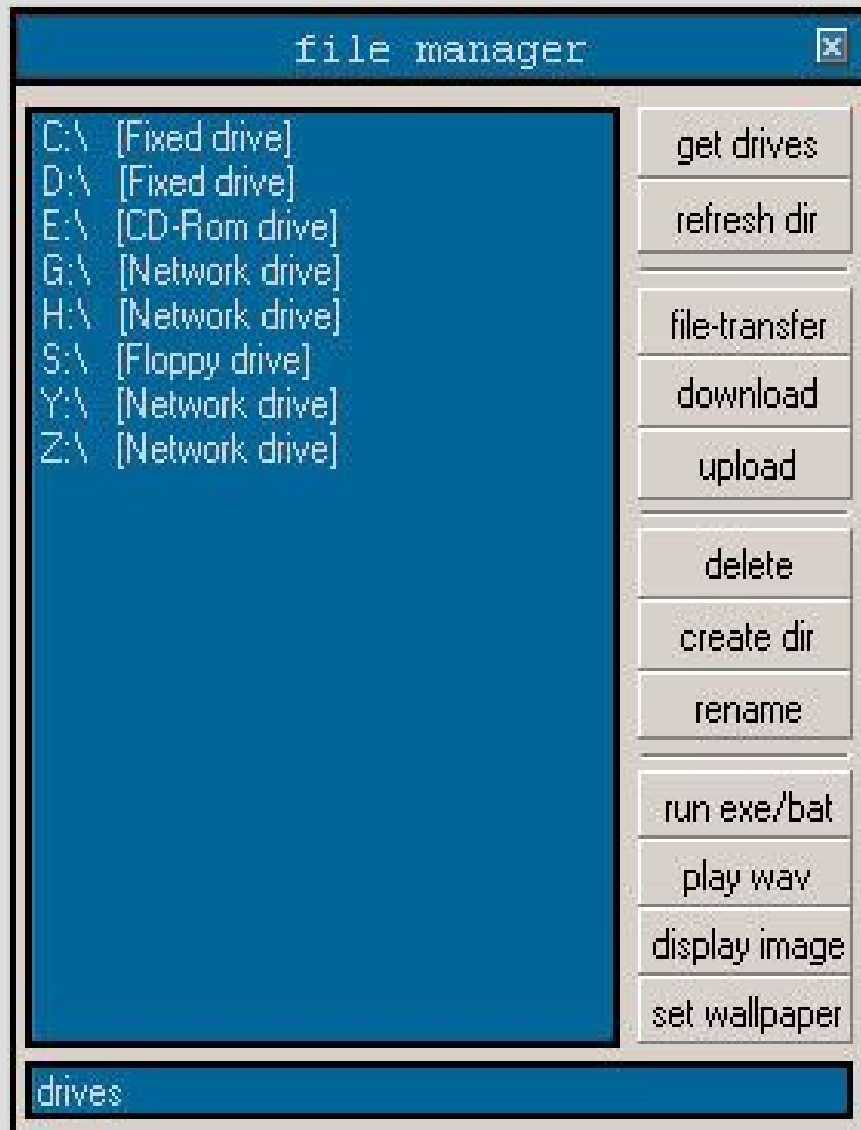 file manager
C:\ [Fixed drive]
D:\ [Fixed drive]
E:\ [CD-Rom drive]
G:\ [Network drive]
H:\ [Network drive]
S:\ [Floppy drive]
Y:\ [Network drive]
Z:\ [Network drive]
get drives
refresh dir
file-transfer
download
upload
delete
create dir
rename
run exe/bat
play wav
display image
set wallpaper
drives